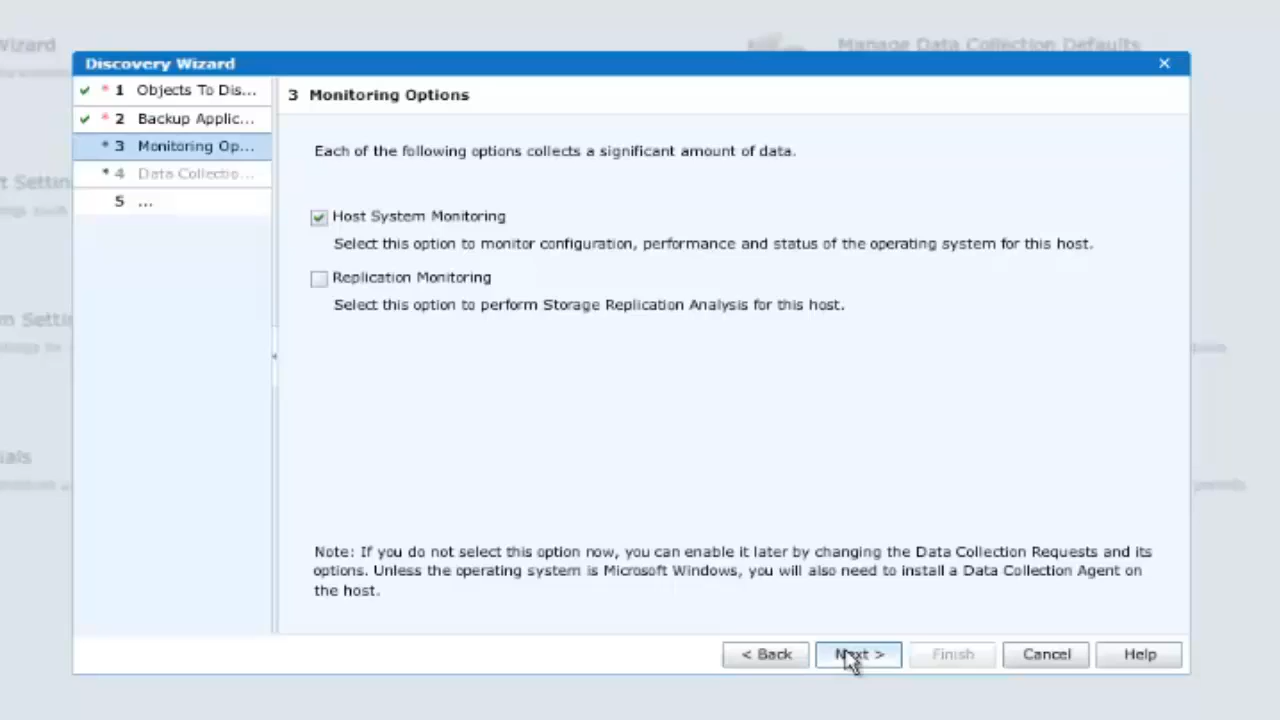 Wizard
Manage Data Collection Defaults
Discovery Wizard
* 1 Objects To Dis...
* 2 Backup Applic...
* 3 Monitoring Op...
* 4 Data Collectio...
5 ...
3 Monitoring Options
Each of the following options collects a significant amount of data.
Host System Monitoring
Select this option to monitor configuration, performance and status of the operating system for this host.
Replication Monitoring
Select this option to perform Storage Replication Analysis for this host.
Note: If you do not select this option now, you can enable it later by changing the Data Collection Requests and its
options. Unless the operating system is Microsoft Windows, you will also need to install a Data Collection Agent on
the host.
< Back
Next >
Finish
Cancel
Help